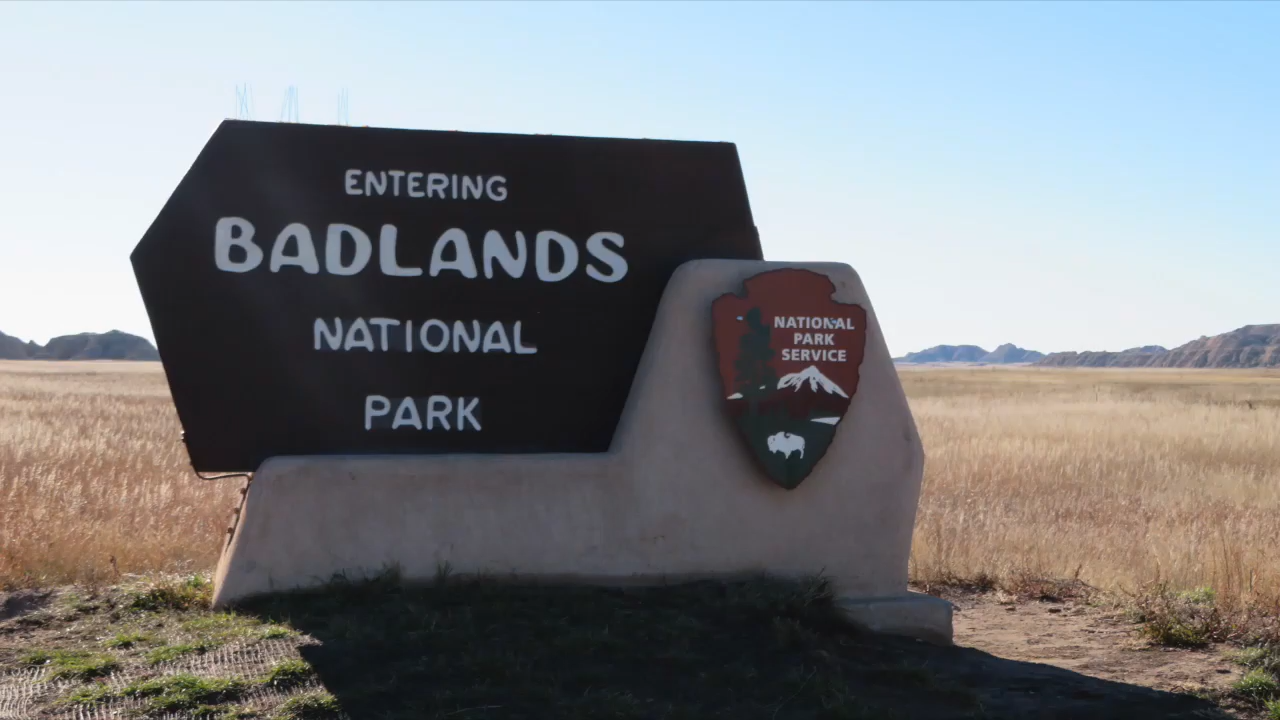 ENTERING
BADLANDS
NATIONAL
PARK
NATIONAL
PARK
SERVICE